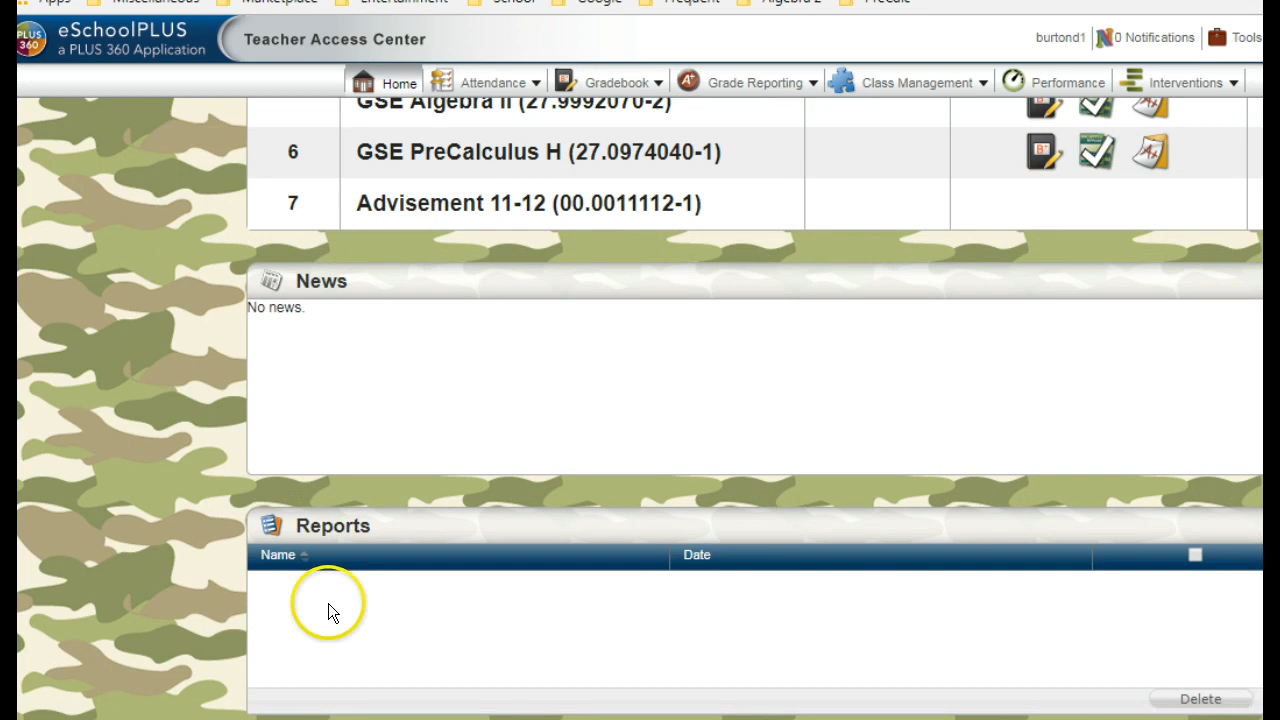 Apps Miscellaneous Marketplace Entertainment School Google Frequent Algebra 2 Precalc
PLUS 360
eSchoolPLUS
a PLUS 360 Application
Teacher Access Center
burtond1 0 Notifications Tools
Home Attendance Gradebook Grade Reporting Class Management Performance Interventions
GSE Algebra II (27.9992070-2)
6 GSE PreCalculus H (27.0974040-1)
7 Advisement 11-12 (00.0011112-1)
News
No news.
Reports
Name Date
Delete